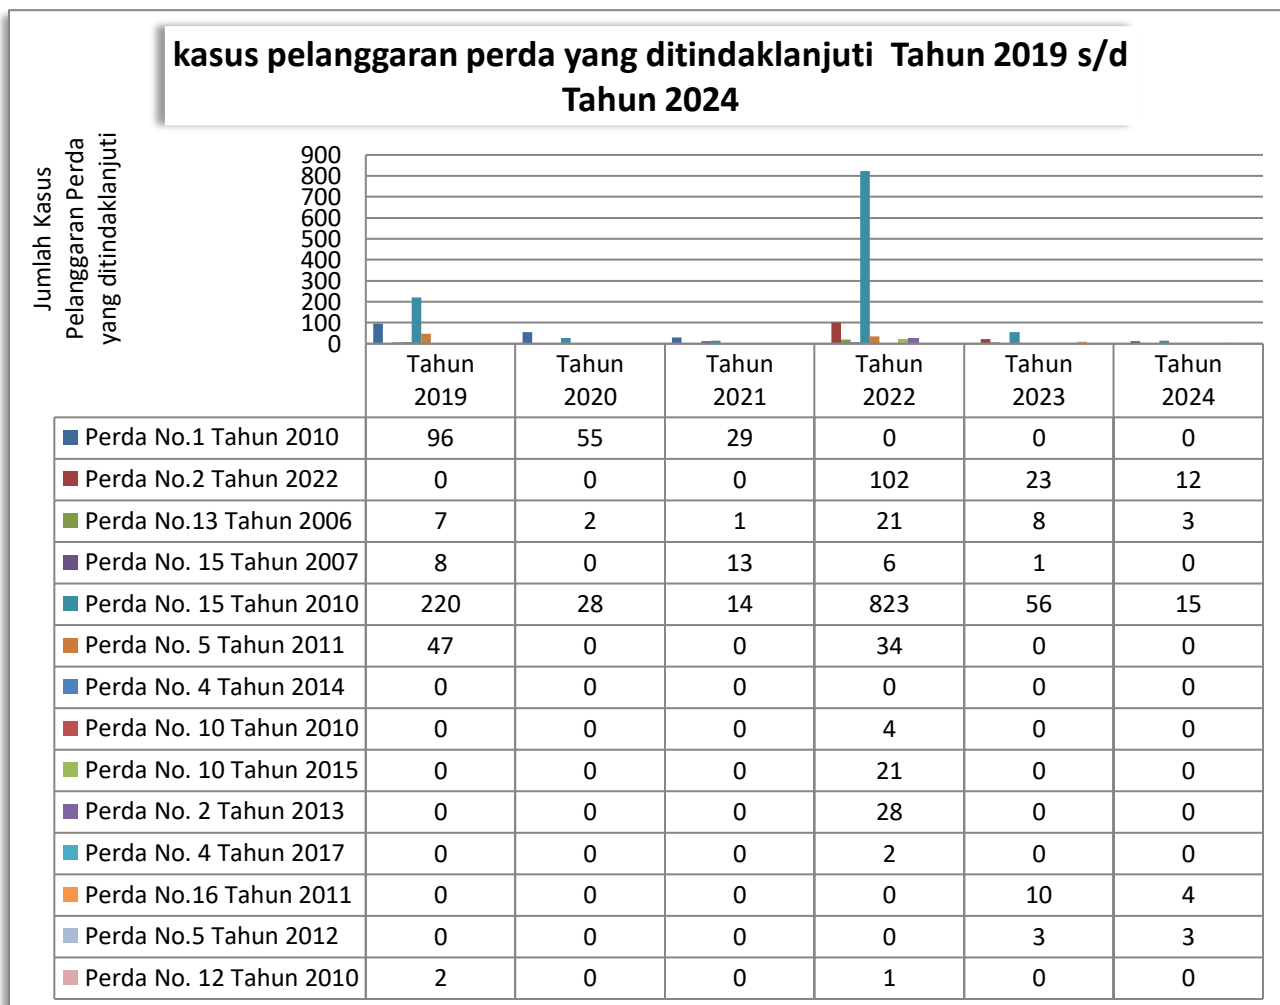 kasus pelanggaran perda yang ditindaklanjuti Tahun 2019 s/d
Tahun 2024
Jumlah Kasus
Pelanggaran Perda
yang ditindaklanjuti
900
800
700
600
500
400
300
200
100
0
Tahun 2019 Tahun 2020 Tahun 2021 Tahun 2022 Tahun 2023 Tahun 2024
Perda No.1 Tahun 2010 96 55 29 0 0 0
Perda No.2 Tahun 2022 0 0 0 102 23 12
Perda No.13 Tahun 2006 7 2 1 21 8 3
Perda No. 15 Tahun 2007 8 0 13 6 1 0
Perda No. 15 Tahun 2010 220 28 14 823 56 15
Perda No. 5 Tahun 2011 47 0 0 34 0 0
Perda No. 4 Tahun 2014 0 0 0 0 0 0
Perda No. 10 Tahun 2010 0 0 0 4 0 0
Perda No. 10 Tahun 2015 0 0 0 21 0 0
Perda No. 2 Tahun 2013 0 0 0 28 0 0
Perda No. 4 Tahun 2017 0 0 0 2 0 0
Perda No.16 Tahun 2011 0 0 0 0 10 4
Perda No.5 Tahun 2012 0 0 0 0 3 3
Perda No. 12 Tahun 2010 2 0 0 1 0 0